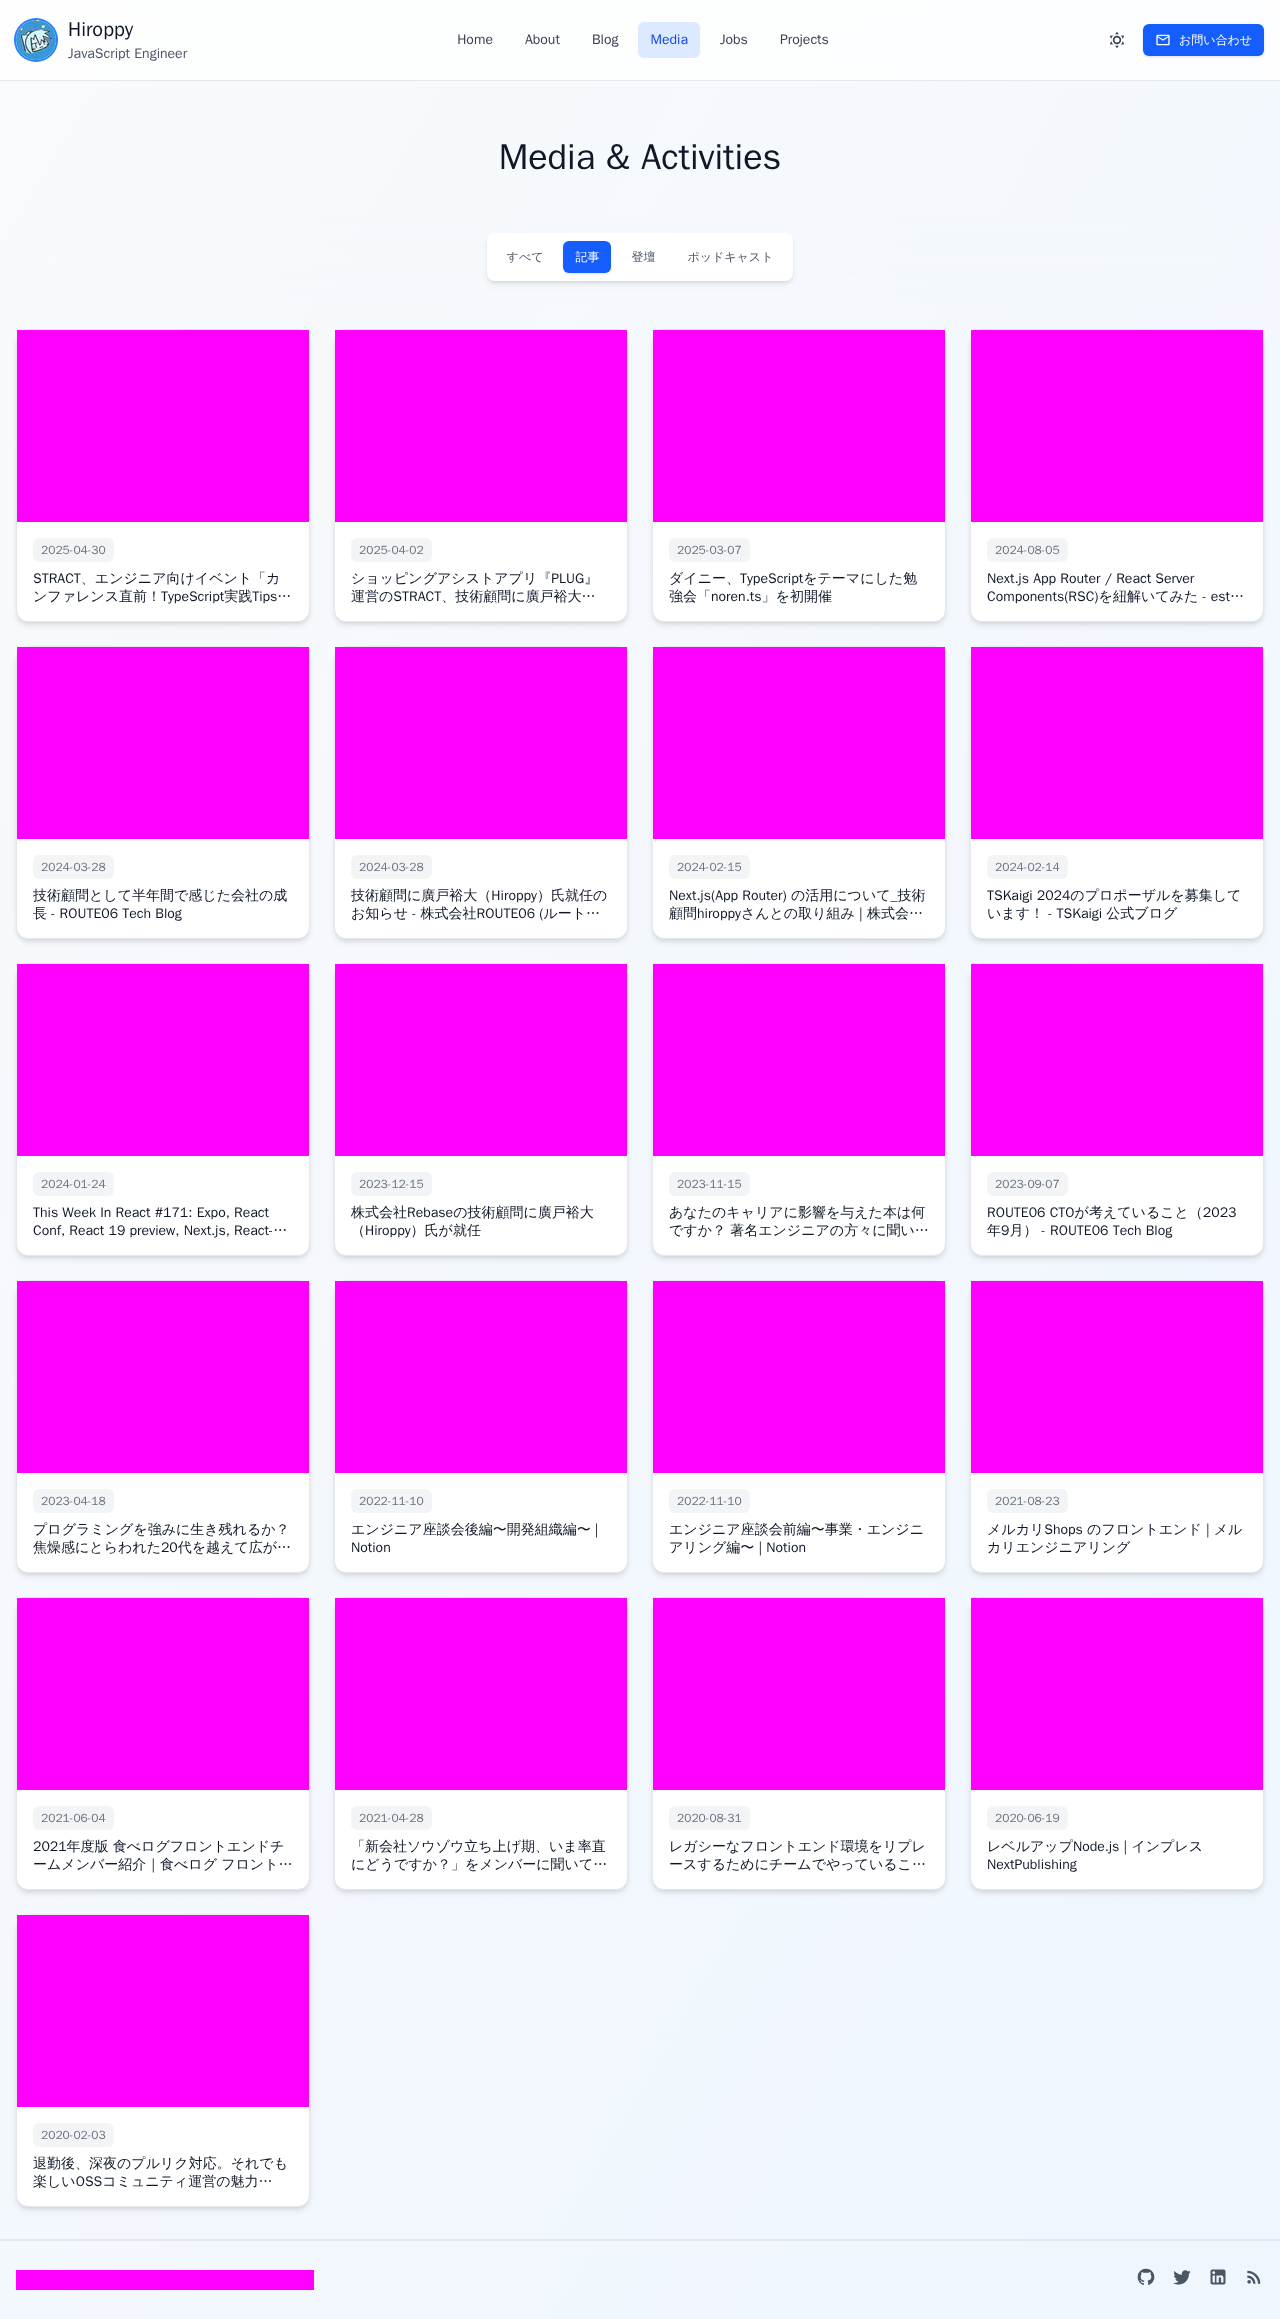 Hiroppy
JavaScript Engineer
Home
About
Blog
Media
Jobs
Projects
お問い合わせ
Media & Activities
すべて
記事
登壇
ポッドキャスト
2025-04-30
STRACT、エンジニア向けイベント「カ
ンファレンス直前！TypeScript実践Tips…
2025-04-02
ショッピングアシストアプリ『PLUG』
運営のSTRACT、技術顧問に廣戸裕大…
2025-03-07
ダイニー、TypeScriptをテーマにした勉
強会「noren.ts」を初開催
2024-08-05
Next.js App Router / React Server
Components(RSC)を紐解いてみた - est…
2024-03-28
技術顧問として半年間で感じた会社の成
長 - ROUTE06 Tech Blog
2024-03-28
技術顧問に廣戸裕大（Hiroppy）氏就任の
お知らせ - 株式会社ROUTE06 (ルート…
2024-02-15
Next.js(App Router) の活用について_技術
顧問hiroppyさんとの取り組み | 株式会…
2024-02-14
TSKaigi 2024のプロポーザルを募集して
います！ - TSKaigi 公式ブログ
2024-01-24
This Week In React #171: Expo, React
Conf, React 19 preview, Next.js, React-…
2023-12-15
株式会社Rebaseの技術顧問に廣戸裕大
（Hiroppy）氏が就任
2023-11-15
あなたのキャリアに影響を与えた本は何
ですか？ 著名エンジニアの方々に聞い…
2023-09-07
ROUTE06 CTOが考えていること（2023
年9月） - ROUTE06 Tech Blog
2023-04-18
プログラミングを強みに生き残れるか？
焦燥感にとらわれた20代を越えて広が…
2022-11-10
エンジニア座談会後編〜開発組織編〜 |
Notion
2022-11-10
エンジニア座談会前編〜事業・エンジニ
アリング編〜 | Notion
2021-08-23
メルカリShops のフロントエンド | メル
カリエンジニアリング
2021-06-04
2021年度版 食べログフロントエンドチ
ームメンバー紹介｜食べログ フロント…
2021-04-28
「新会社ソウゾウ立ち上げ期、いま率直
にどうですか？」をメンバーに聞いて…
2020-08-31
レガシーなフロントエンド環境をリプレ
ースするためにチームでやっているこ…
2020-06-19
レベルアップNode.js | インプレス
NextPublishing
2020-02-03
退勤後、深夜のプルリク対応。それでも
楽しいOSSコミュニティ運営の魅力…